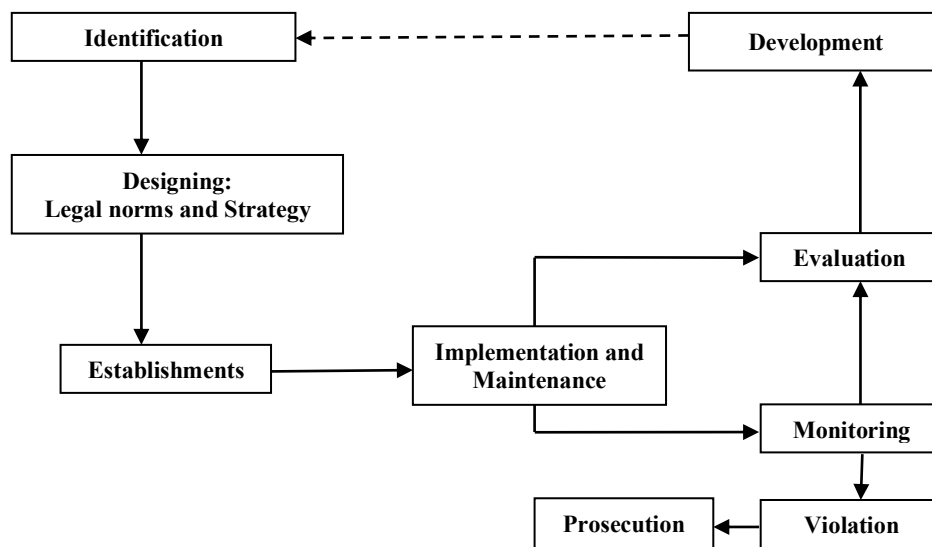 Identification
Development
Designing:
Legal norms and Strategy
Evaluation
Establishments
Implementation and
Maintenance
Monitoring
Prosecution
Violation